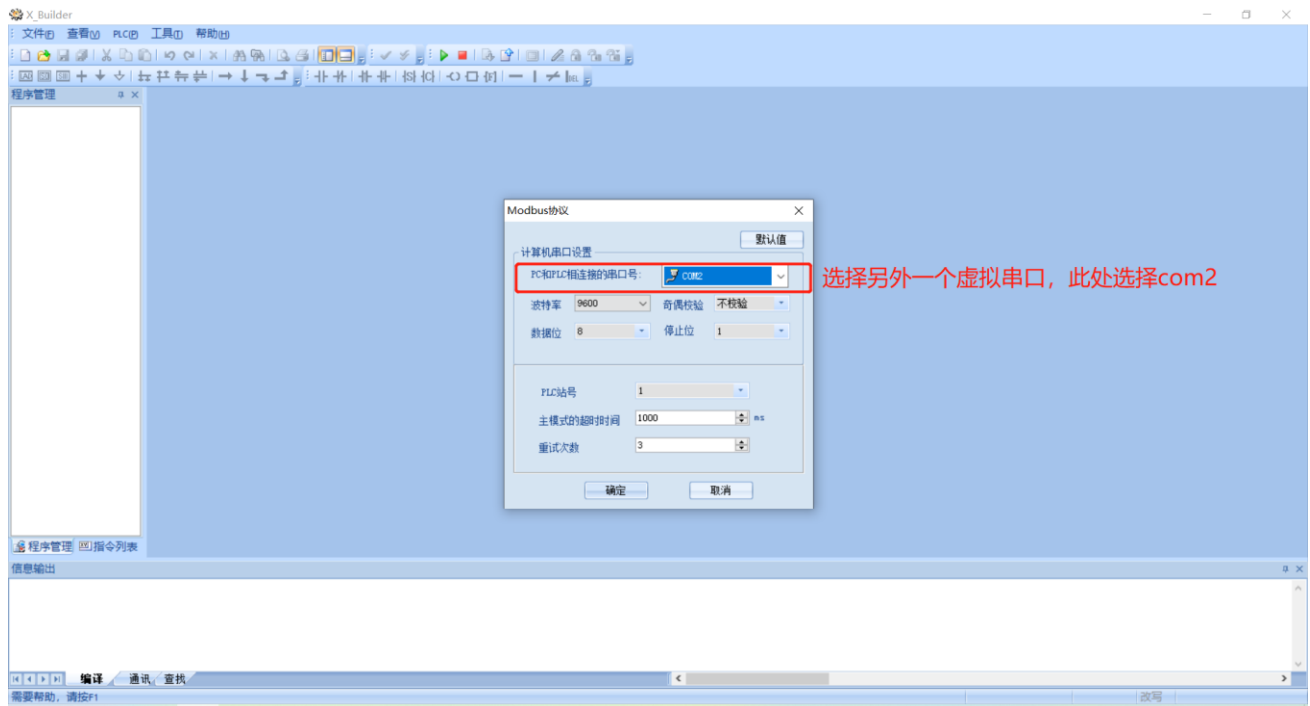 X_Builder
文件(F) 查看(V) PLC(P) 工具(T) 帮助(H)
程序管理
Modbus协议
默认值
计算机串口设置
PC和PLC相连接的串口号: COM2
选择另外一个虚拟串口，此处选择com2
波特率 9600 奇偶校验 不校验
数据位 8 停止位 1
PLC站号 1
主模式的超时时间 1000 ms
重试次数 3
确定 取消
程序管理 指令列表
信息输出
编译 通讯 查找
需要帮助，请按F1 改写